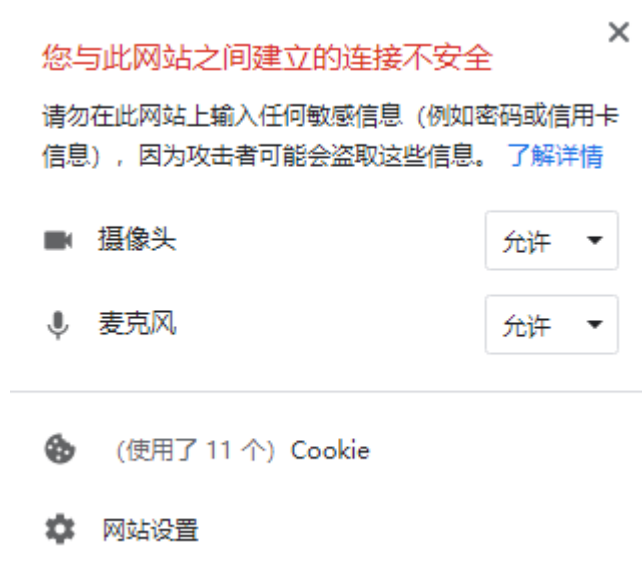 您与此网站之间建立的连接不安全
请勿在此网站上输入任何敏感信息（例如密码或信用卡
信息），因为攻击者可能会盗取这些信息。 了解详情
摄像头 允许
麦克风 允许
（使用了 11 个）Cookie
网站设置